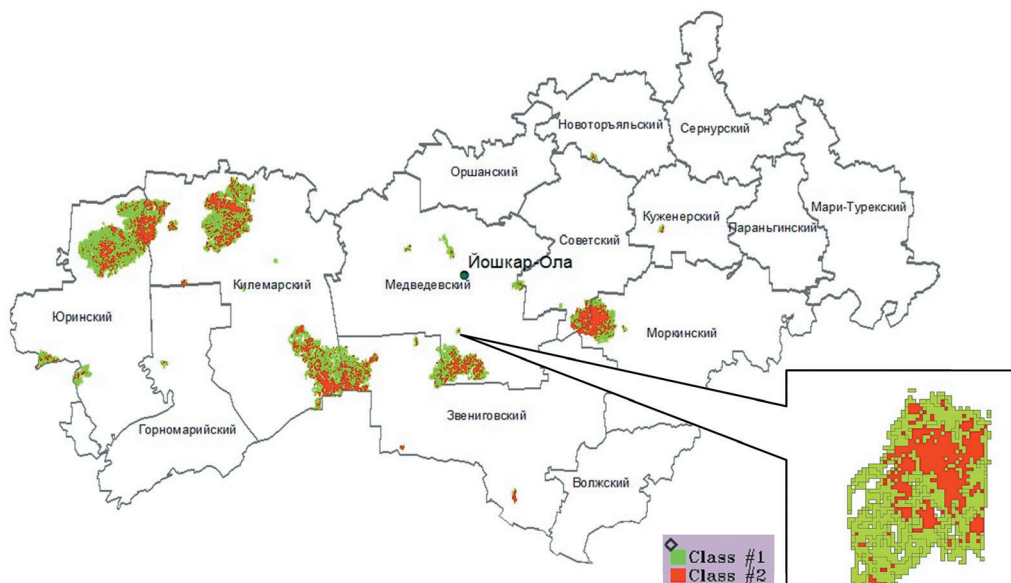 Новоторъяльский
Сернурский
Оршанский
Мари-Турекский
Куженерский
Параньгинский
Советский
Йошкар-Ола
Килемарский
Медведевский
Юринский
Моркинский
Звениговский
Горномарийский
Волжский
Class #1
Class #2